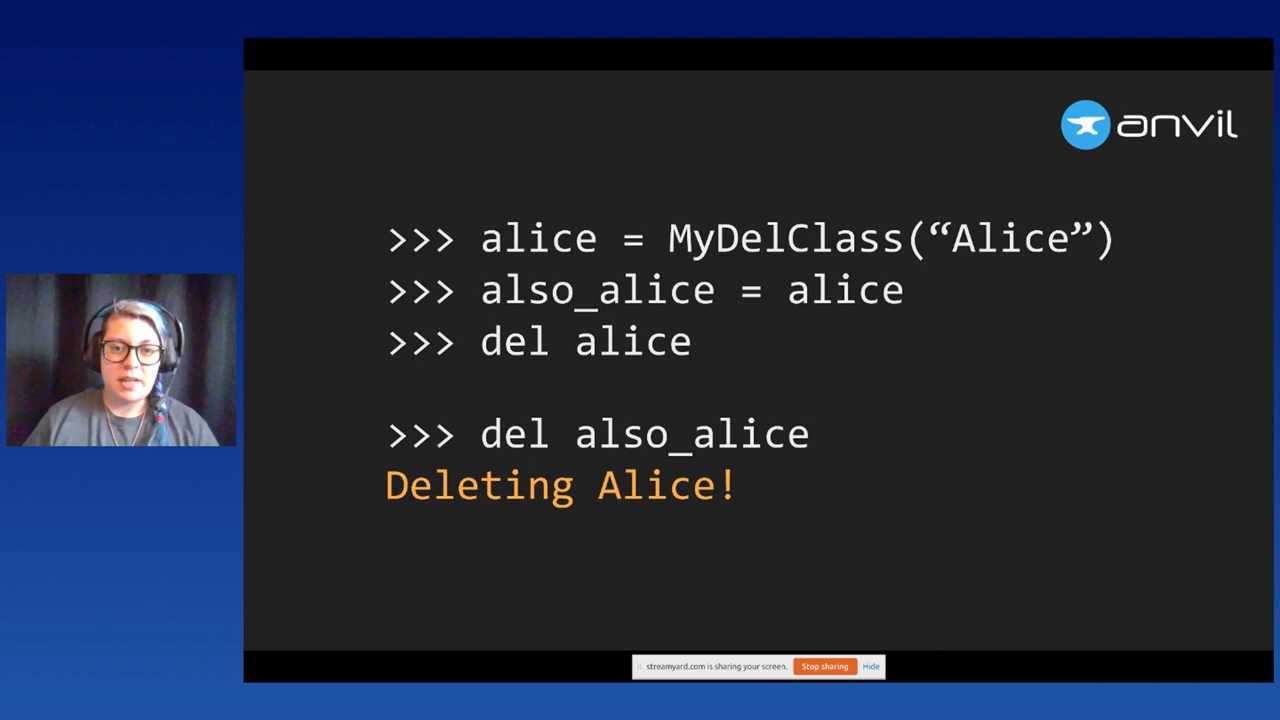 anvil
>>> alice = MyDelClass(“Alice”)
>>> also_alice = alice
>>> del alice
>>> del also_alice
Deleting Alice!
streamyard.com is sharing your screen. Stop sharing Hide